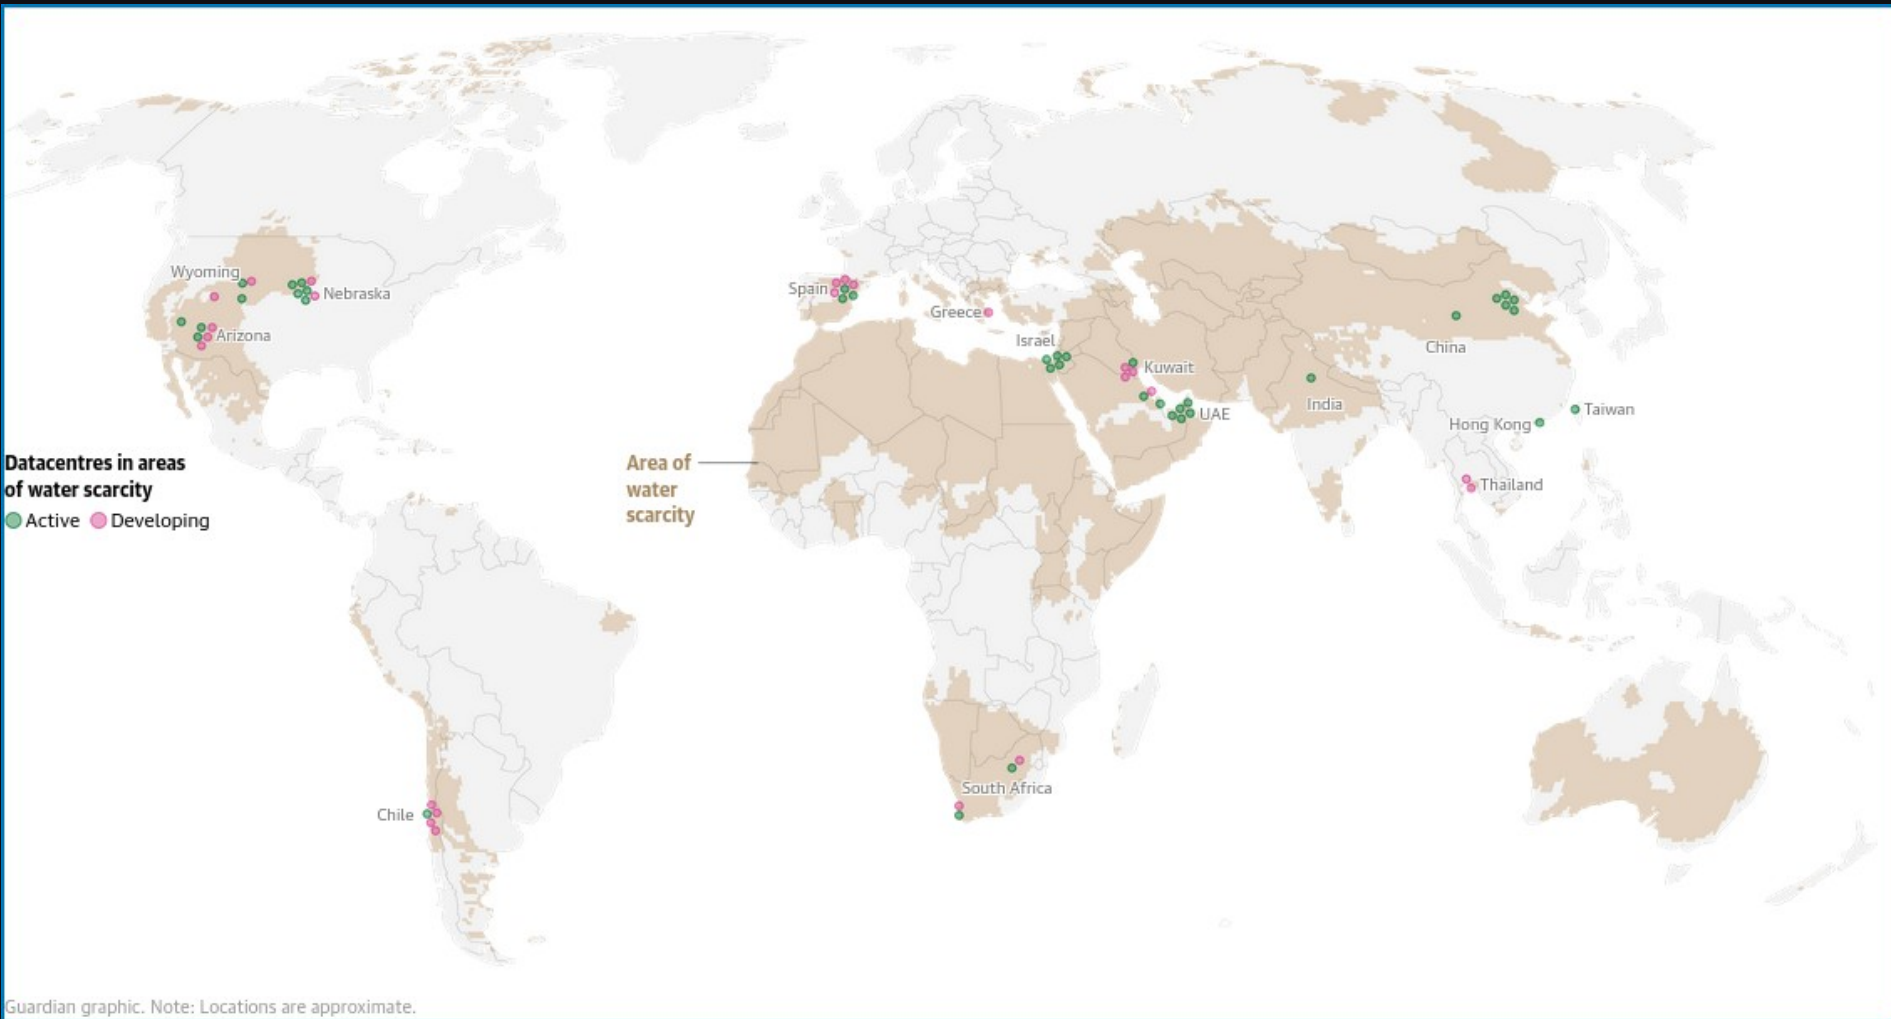 Wyoming
Nebraska
Arizona
Spain
Greece
Israel
Kuwait
UAE
China
India
Taiwan
Hong Kong
Thailand
Datacentres in areas
of water scarcity
Active Developing
Area of
water
scarcity
South Africa
Chile
Guardian graphic. Note: Locations are approximate.